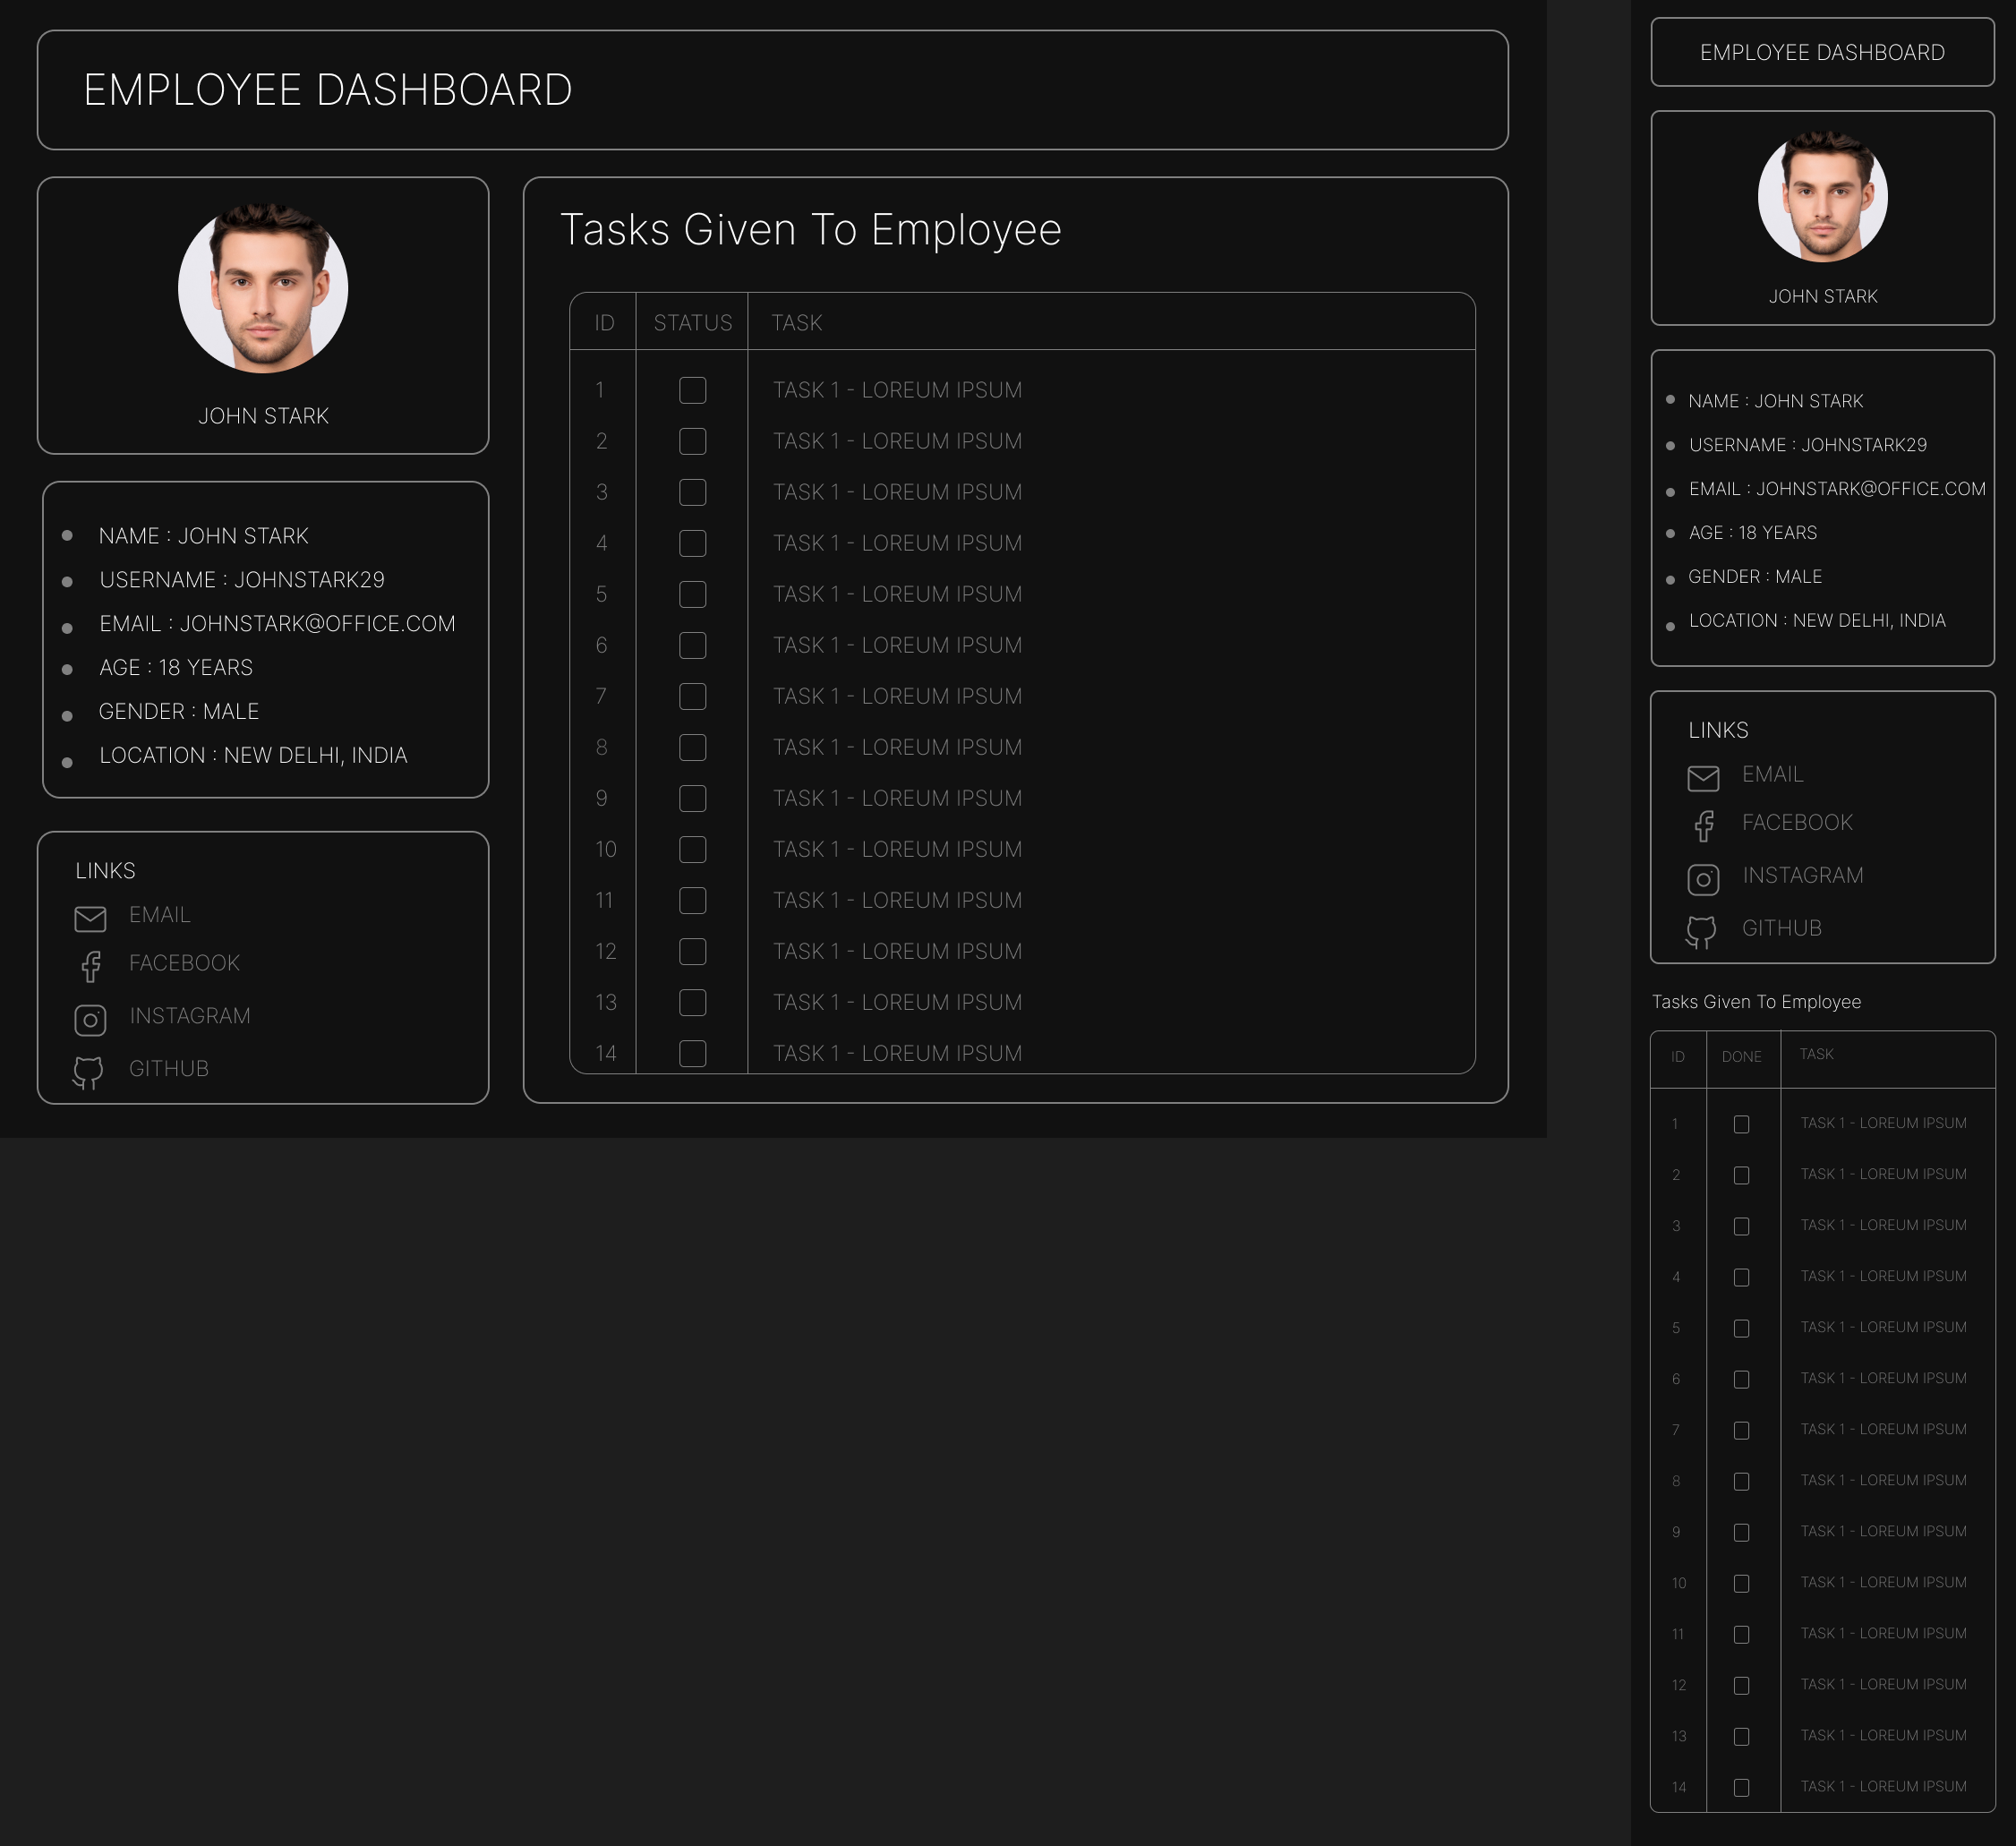 EMPLOYEE DASHBOARD
JOHN STARK
NAME : JOHN STARK
USERNAME : JOHNSTARK29
EMAIL : JOHNSTARK@OFFICE.COM
AGE : 18 YEARS
GENDER : MALE
LOCATION : NEW DELHI, INDIA
LINKS
EMAIL
FACEBOOK
INSTAGRAM
GITHUB
Tasks Given To Employee
ID STATUS TASK
1 TASK 1 - LOREUM IPSUM
2 TASK 1 - LOREUM IPSUM
3 TASK 1 - LOREUM IPSUM
4 TASK 1 - LOREUM IPSUM
5 TASK 1 - LOREUM IPSUM
6 TASK 1 - LOREUM IPSUM
7 TASK 1 - LOREUM IPSUM
8 TASK 1 - LOREUM IPSUM
9 TASK 1 - LOREUM IPSUM
10 TASK 1 - LOREUM IPSUM
11 TASK 1 - LOREUM IPSUM
12 TASK 1 - LOREUM IPSUM
13 TASK 1 - LOREUM IPSUM
14 TASK 1 - LOREUM IPSUM
EMPLOYEE DASHBOARD
JOHN STARK
NAME : JOHN STARK
USERNAME : JOHNSTARK29
EMAIL : JOHNSTARK@OFFICE.COM
AGE : 18 YEARS
GENDER : MALE
LOCATION : NEW DELHI, INDIA
LINKS
EMAIL
FACEBOOK
INSTAGRAM
GITHUB
Tasks Given To Employee
ID DONE TASK
1 TASK 1 - LOREUM IPSUM
2 TASK 1 - LOREUM IPSUM
3 TASK 1 - LOREUM IPSUM
4 TASK 1 - LOREUM IPSUM
5 TASK 1 - LOREUM IPSUM
6 TASK 1 - LOREUM IPSUM
7 TASK 1 - LOREUM IPSUM
8 TASK 1 - LOREUM IPSUM
9 TASK 1 - LOREUM IPSUM
10 TASK 1 - LOREUM IPSUM
11 TASK 1 - LOREUM IPSUM
12 TASK 1 - LOREUM IPSUM
13 TASK 1 - LOREUM IPSUM
14 TASK 1 - LOREUM IPSUM